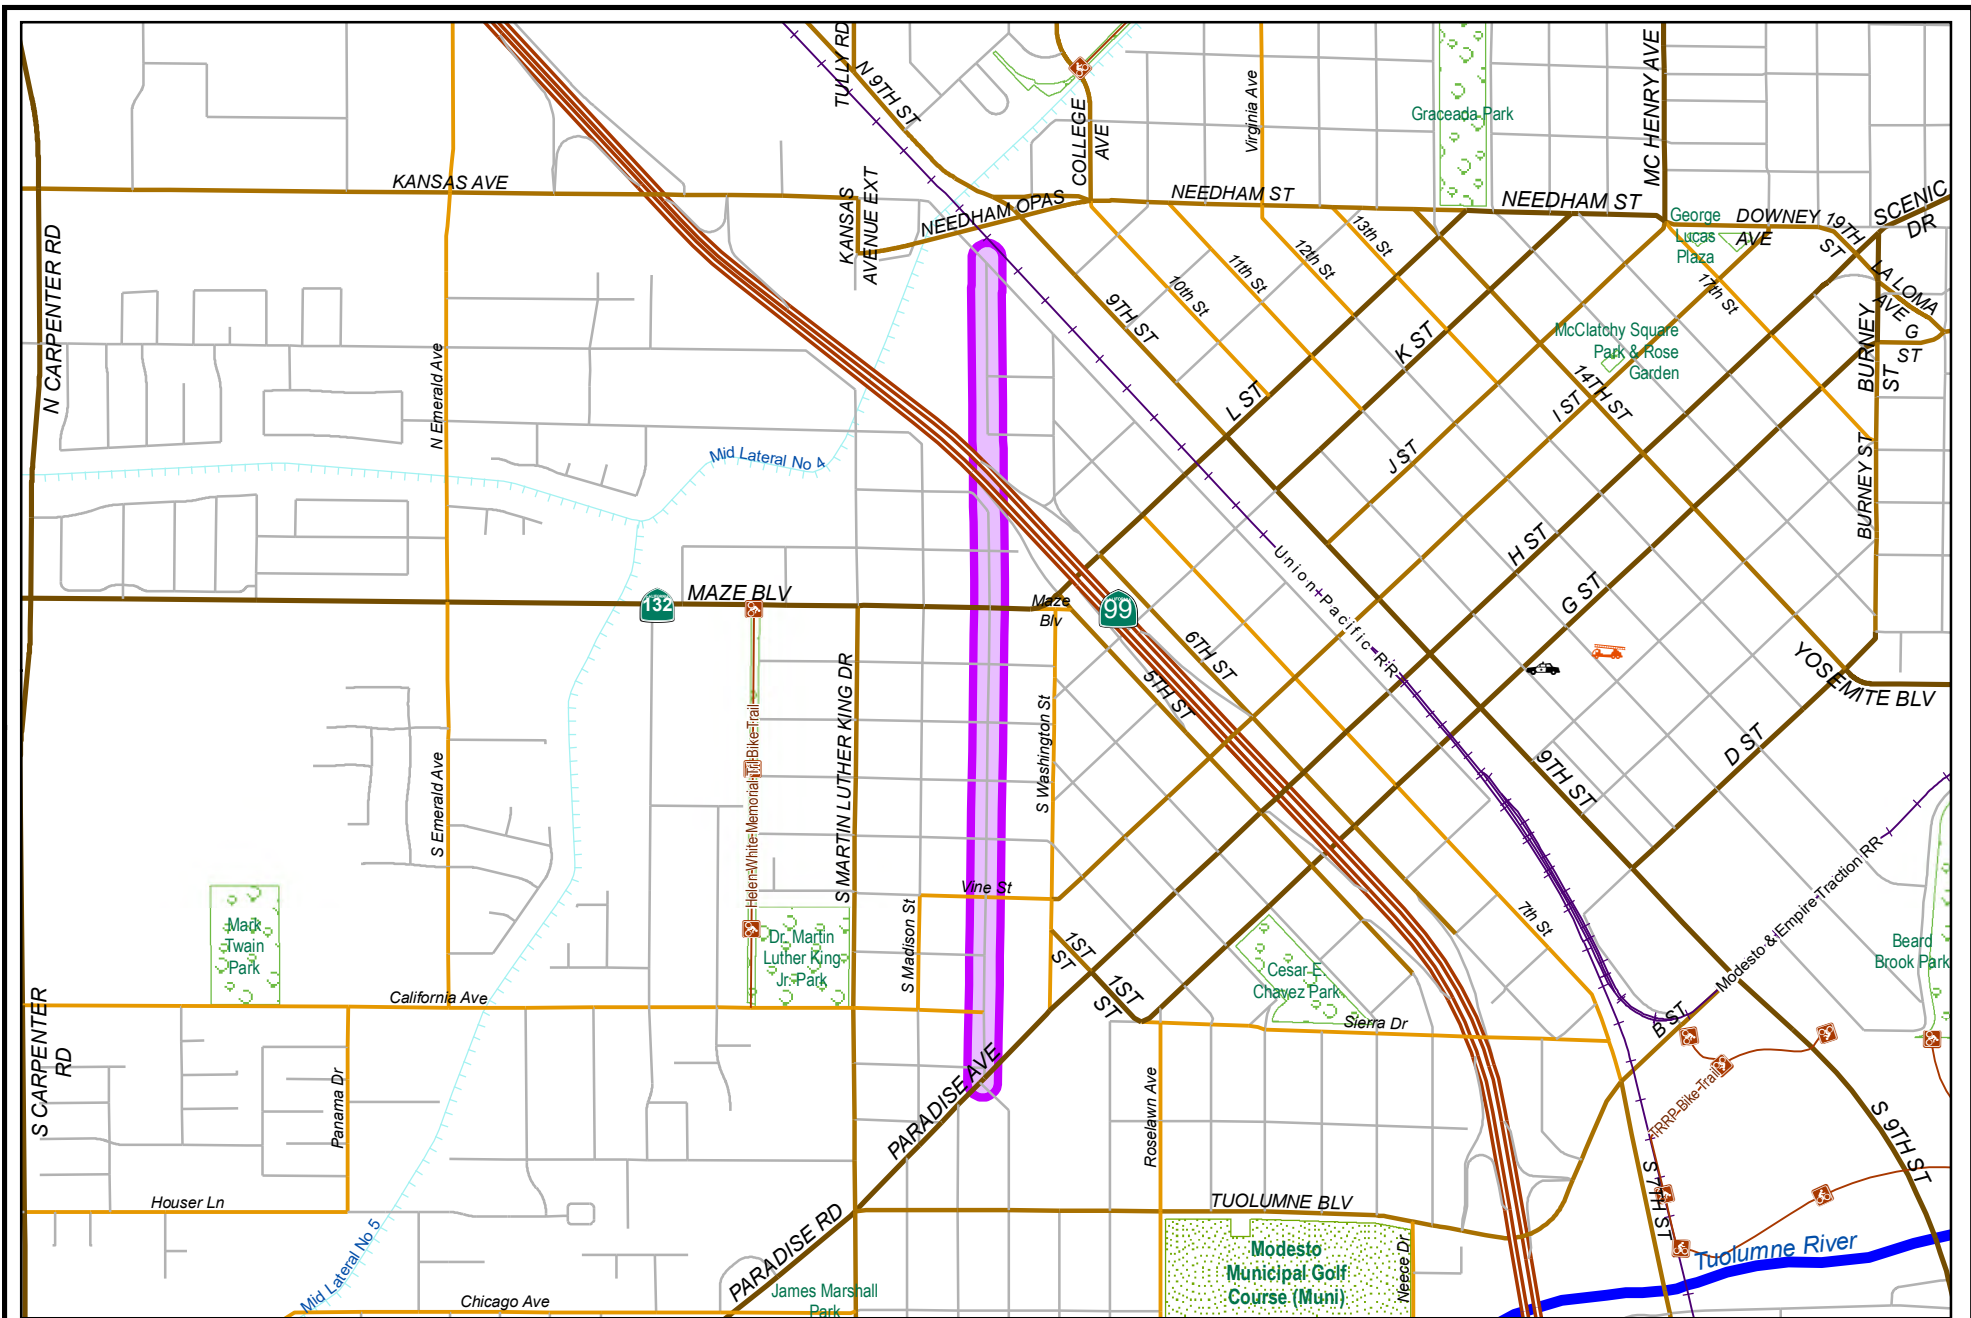 TULLY RD
N 9TH ST
COLLEGE
AVE
Virginia Ave
Graceada Park
MC HENRY AVE
KANSAS AVE
KANSAS
AVENUE EXT
NEEDHAM OPAS
NEEDHAM ST
NEEDHAM ST
George
Lucas
Plaza
DOWNEY
AVE
19TH
ST
SCENIC
DR
LA LOMA
AVE
G
ST
BURNEY
ST
N CARPENTER RD
N Emerald Ave
9TH ST
10th St
11th St
12th St
13th St
17th St
McClatchy Square
Park & Rose
Garden
14TH ST
K ST
L ST
I ST
J ST
BURNEY ST
Mid Lateral No 4
H ST
G ST
Union Pacific RR
132
MAZE BLV
Maze
Blv
99
6TH ST
5TH ST
YOSEMITE BLV
D ST
9TH ST
S MARTIN LUTHER KING DR
S Washington St
Helen White Memorial Trl Bike Trail
S Emerald Ave
Vine St
S Madison St
1ST
ST
1ST
ST
7th St
Modesto & Empire Traction RR
Mark
Twain
Park
Dr. Martin
Luther King
Jr. Park
Cesar E.
Chavez Park
Beard
Brook Park
California Ave
Sierra Dr
B ST
S CARPENTER
RD
Panama Dr
PARADISE AVE
Roselawn Ave
TRRP Bike Trail
S 9TH ST
S 7TH ST
Houser Ln
TUOLUMNE BLV
PARADISE RD
Mid Lateral No 5
Chicago Ave
James Marshall
Park
Modesto
Municipal Golf
Course (Muni)
Neece Dr
Tuolumne River